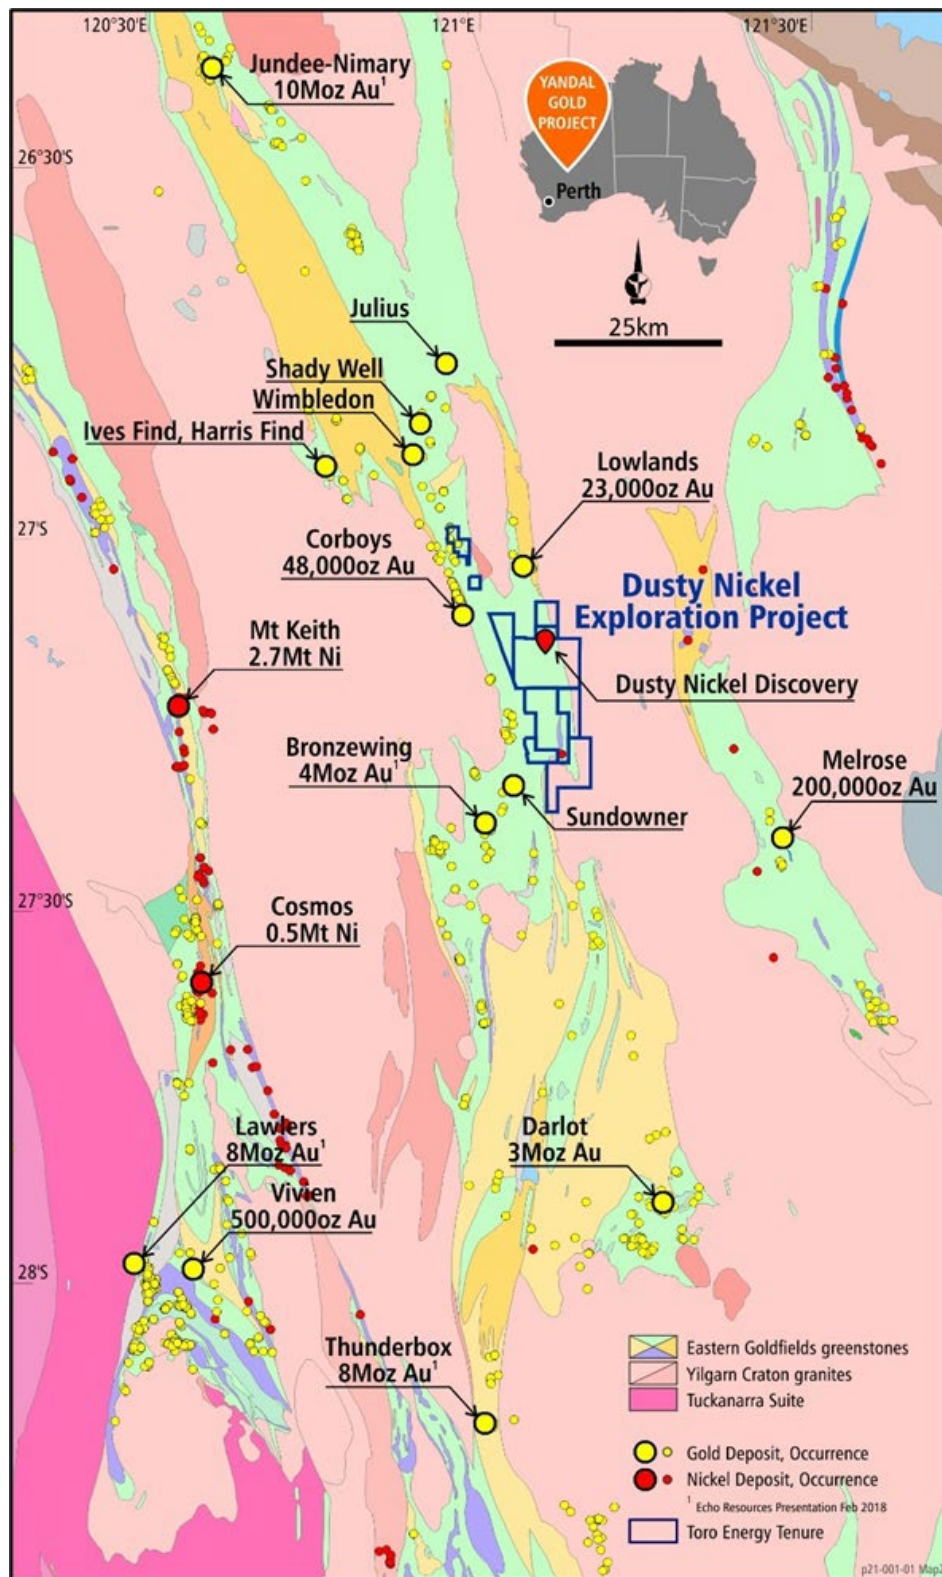 120°30'E
121°E
121°30'E
Jundee-Nimary
10Moz Au¹
YANDAL
GOLD
PROJECT
26°30'S
Perth
25km
Julius
Shady Well
Wimbledon
Ives Find, Harris Find
Lowlands
23,000oz Au
27°S
Corboys
48,000oz Au
Dusty Nickel
Exploration Project
Mt Keith
2.7Mt Ni
Dusty Nickel Discovery
Bronzewing
4Moz Au¹
Melrose
200,000oz Au
Sundowner
27°30'S
Cosmos
0.5Mt Ni
Lawlers
8Moz Au¹
Darlot
3Moz Au
Vivien
500,000oz Au
28°S
Thunderbox
8Moz Au¹
Eastern Goldfields greenstones
Yilgarn Craton granites
Tuckanarra Suite
Gold Deposit, Occurrence
Nickel Deposit, Occurrence
¹ Echo Resources Presentation Feb 2018
Toro Energy Tenure